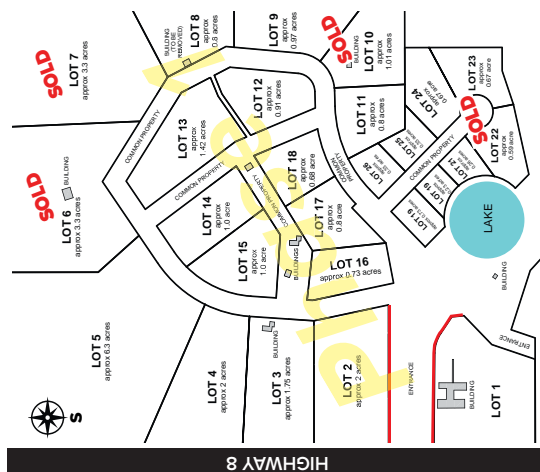 LOT 7
approx 3.3 acres
SOLD
BUILDING
(TO BE
REMOVED)
LOT 8
approx
0.8 acres
LOT 9
approx
0.97 acres
SOLD
LOT 10
approx
1.01 acres
LOT 23
approx
0.67 acre
LOT 24
approx
0.67 acre
SOLD
LOT 22
approx
0.59 acre
LOT 12
approx
0.91 acres
LOT 11
approx
0.8 acres
COMMON PROPERTY
LOT 13
approx
1.42 acres
LOT 25
LOT 26
COMMON PROPERTY
LOT 21
LOT 19
LOT 19
SOLD
BUILDING
LOT 6
approx 3.3 acres
COMMON PROPERTY
LOT 14
approx
1.0 acre
COMMON PROPERTY
LOT 18
approx
0.68 acre
COMMON
PROPERTY
LOT 17
approx
0.8 acre
LAKE
LOT 15
approx
1.0 acre
BUILDINGS
LOT 16
approx 0.73 acres
BUILDING
LOT 5
approx 6.3 acres
LOT 4
approx 2 acres
LOT 3
approx 1.75 acres
BUILDING
LOT 2
approx 2 acres
ENTRANCE
ENTRANCE
BUILDING
LOT 1
S
HIGHWAY 8